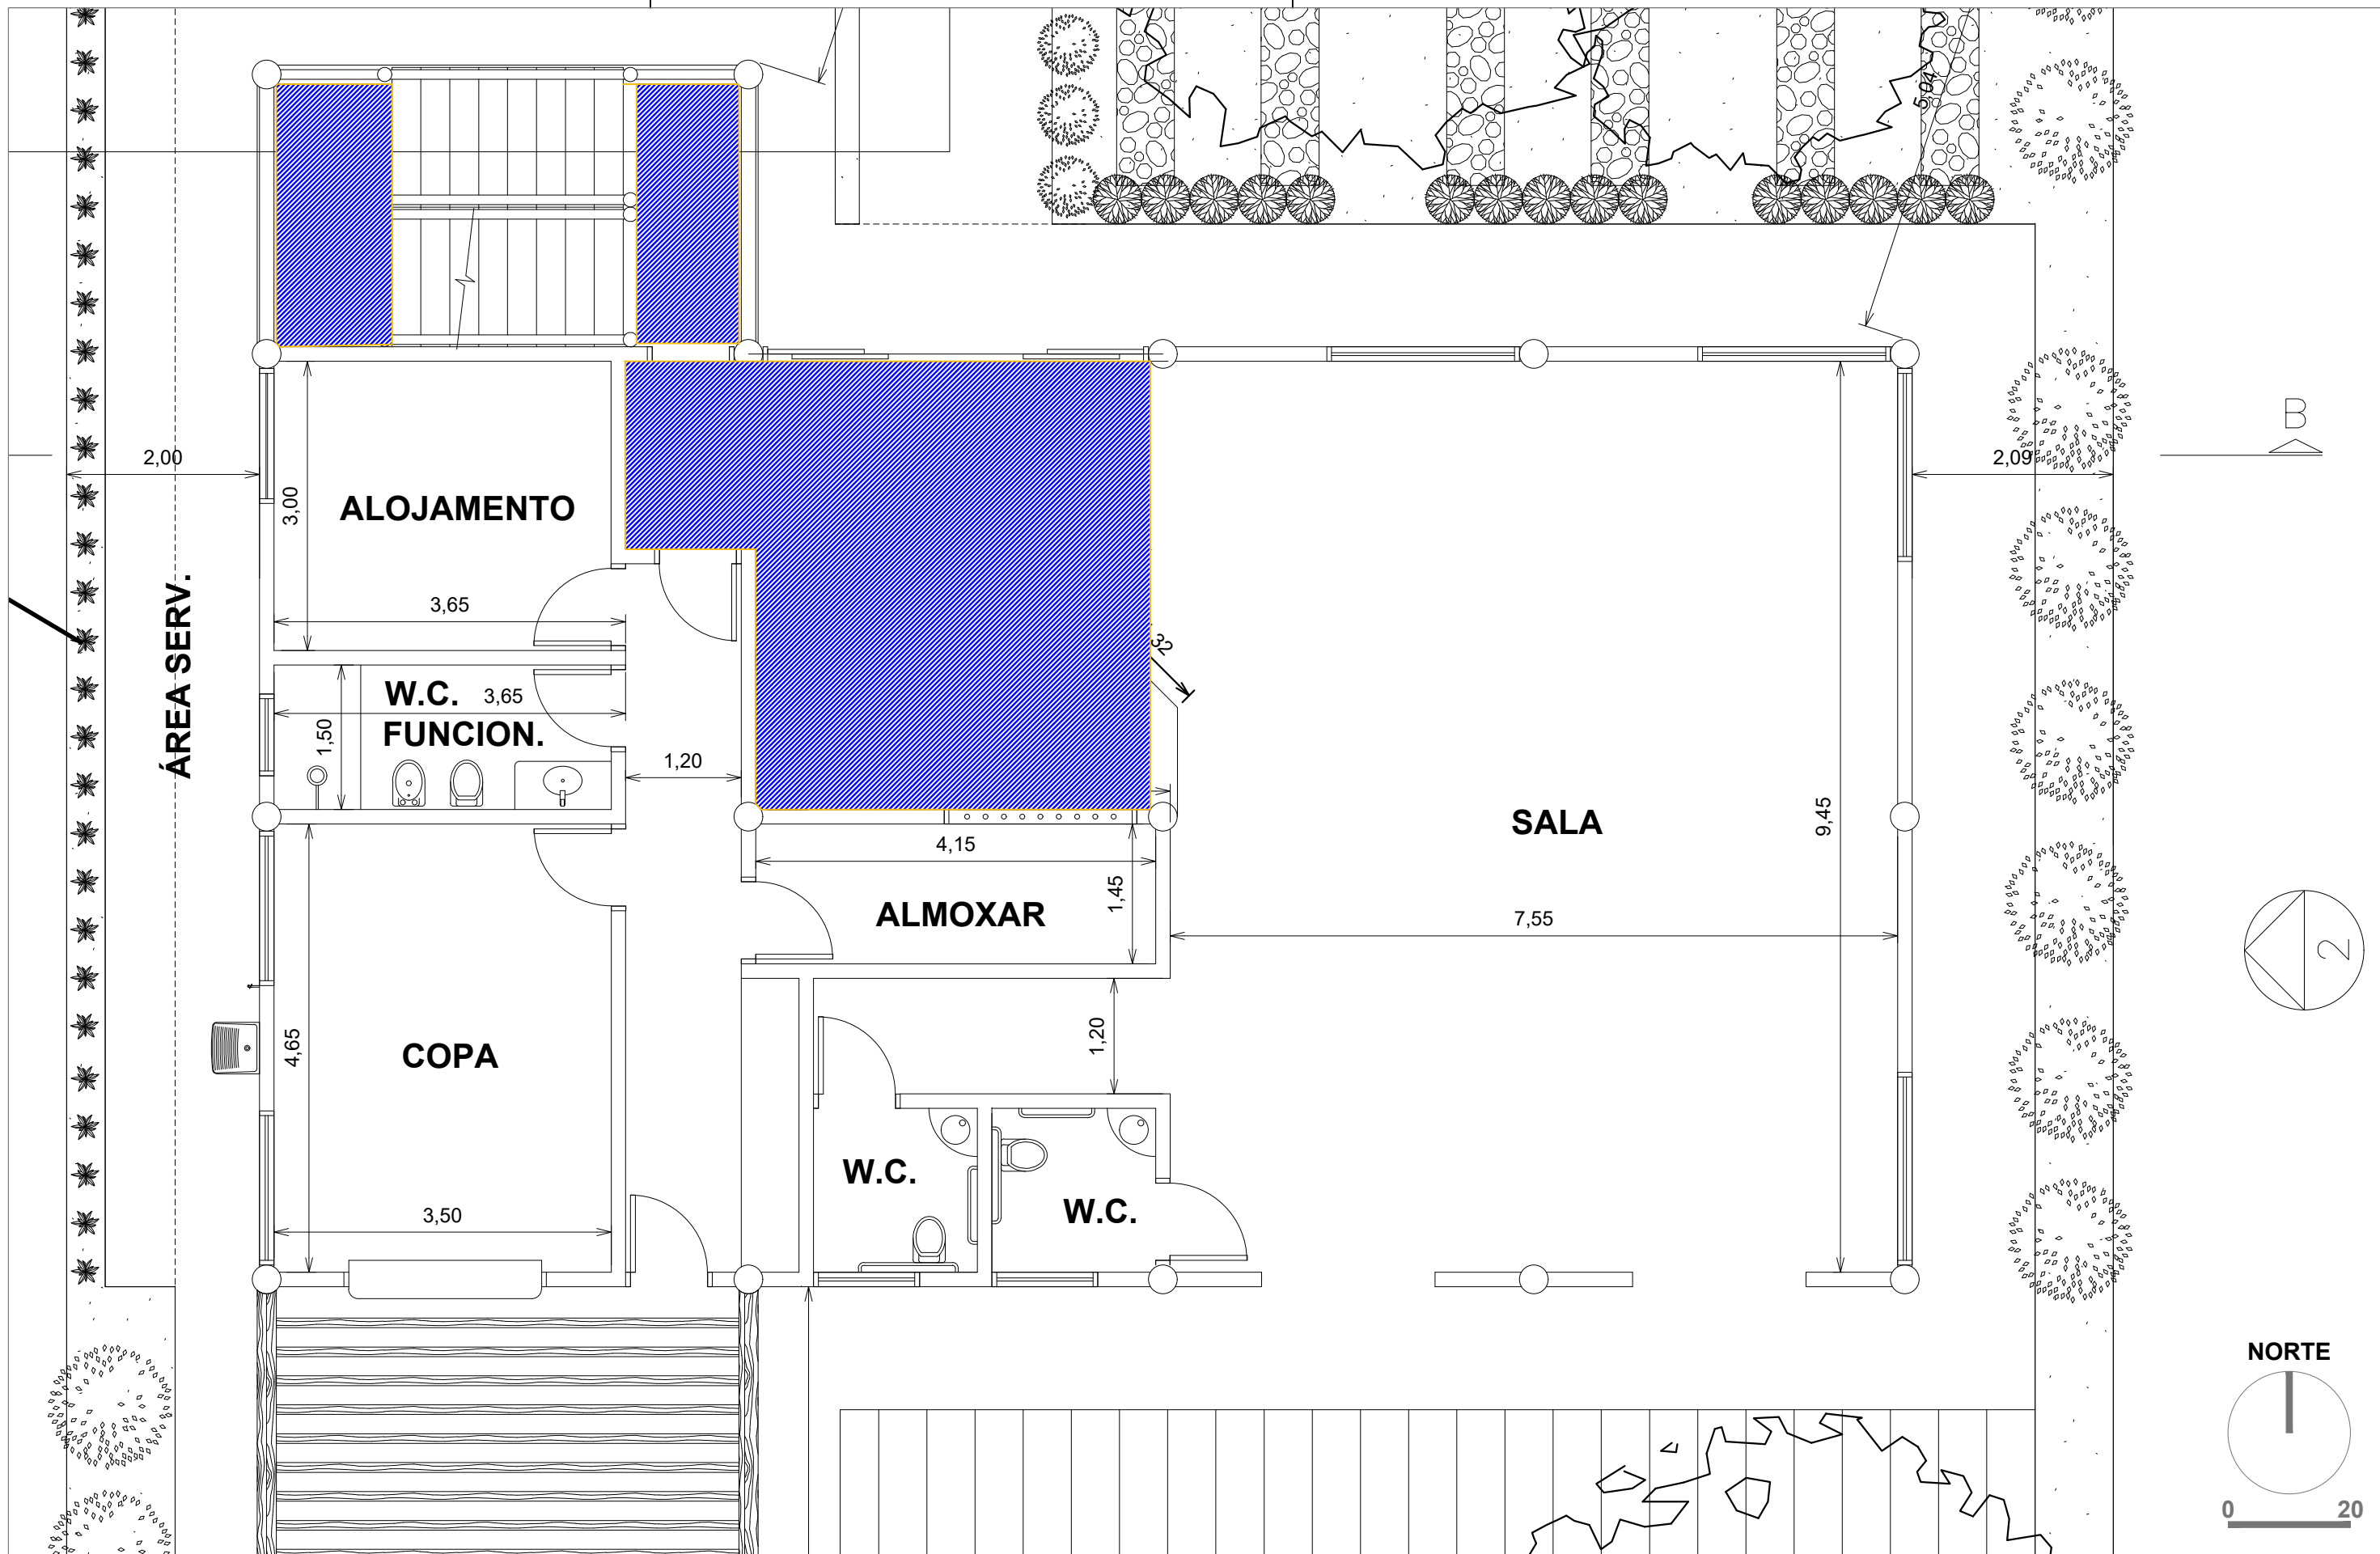 5,04
B
2,00
2,09
3,00
ALOJAMENTO
3,65
ÁREA SERV.
32
W.C.
3,65
FUNCION.
1,50
1,20
SALA
9,45
4,15
1,45
ALMOXAR
7,55
2
4,65
COPA
1,20
W.C.
W.C.
3,50
NORTE
0
20